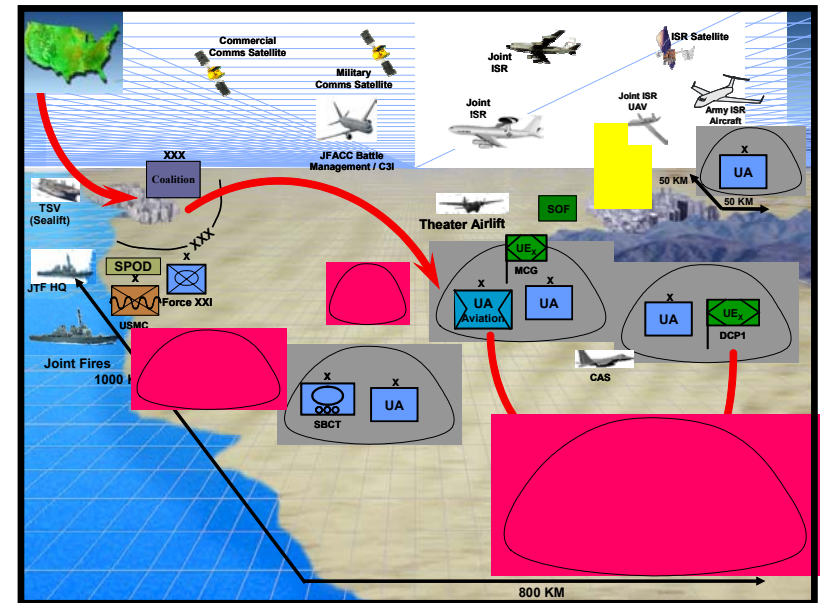 Commercial
Comms Satellite
Military
Comms Satellite
Joint
ISR
ISR Satellite
Joint
ISR
Joint ISR
UAV
Army ISR
Aircraft
JFACC Battle
Management / C3I
XXX
Coalition
TSV
(Sealift)
XXX
Theater Airlift
SOF
x
UA
50 KM
50 KM
SPOD
x
USMC
x
Force XXI
JTF HQ
Joint Fires
1000
UEx
MCG
x
UA
Aviation
x
UA
x
UA
UEx
DCP1
CAS
x
SBCT
x
UA
800 KM